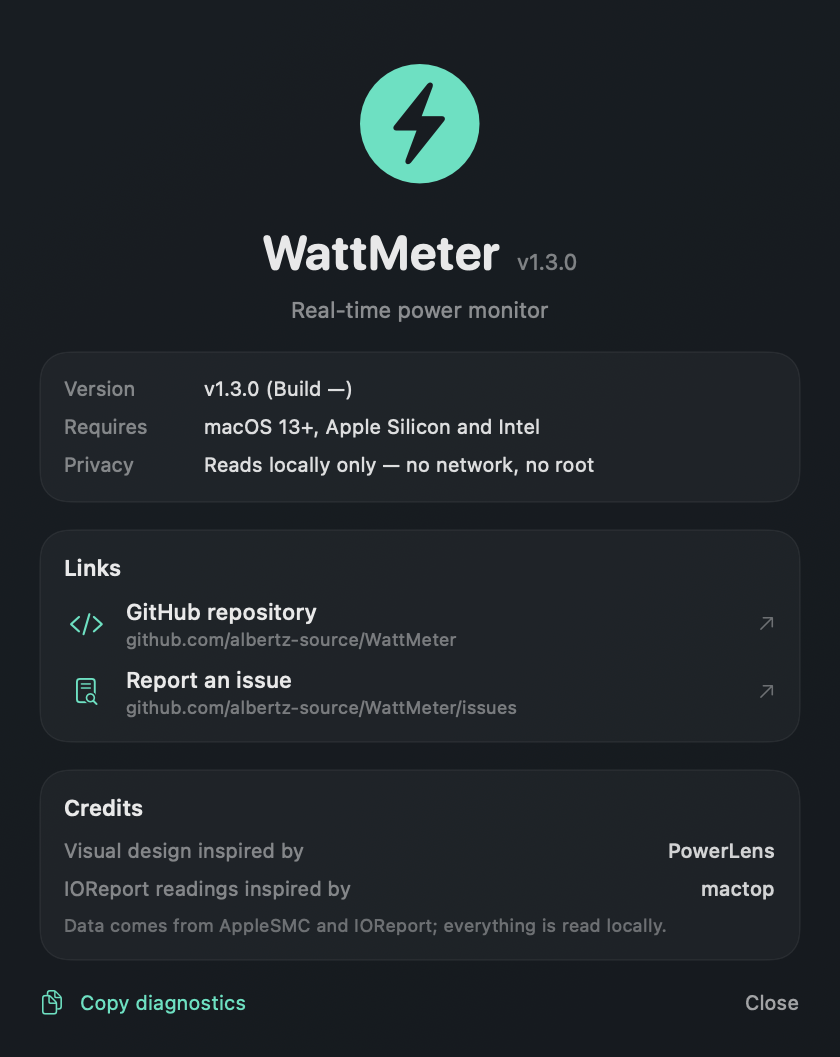 WattMeter v1.3.0
Real-time power monitor
Version v1.3.0 (Build —)
Requires macOS 13+, Apple Silicon and Intel
Privacy Reads locally only — no network, no root
Links
GitHub repository
github.com/albertz-source/WattMeter
Report an issue
github.com/albertz-source/WattMeter/issues
Credits
Visual design inspired by PowerLens
IOReport readings inspired by mactop
Data comes from AppleSMC and IOReport; everything is read locally.
Copy diagnostics Close